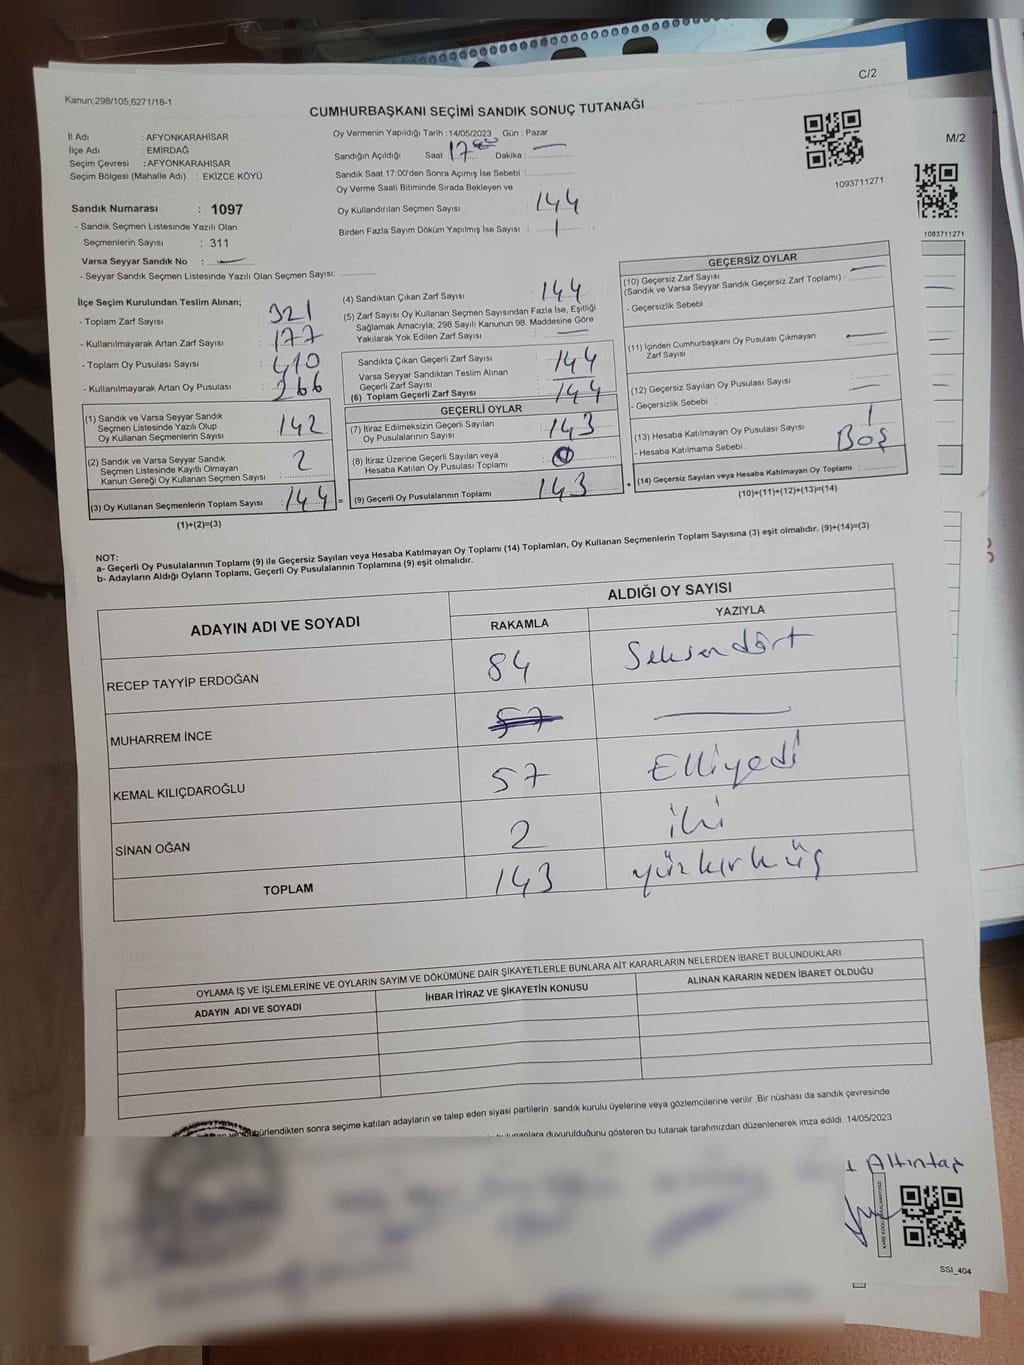 C/2
Kanun;298/105;6271/18-1
CUMHURBAŞKANI SEÇİMİ SANDIK SONUÇ TUTANAĞI
M/2
İl Adı : AFYONKARAHİSAR
İlçe Adı : EMİRDAĞ
Seçim Çevresi : AFYONKARAHİSAR
Seçim Bölgesi (Mahalle Adı) : EKİZCE KÖYÜ
Oy Vermenin Yapıldığı Tarih : 14/05/2023 Gün : Pazar
Sandığın Açıldığı Saat 17:00 Dakika :
Sandık Saat 17:00'den Sonra Açımış İse Sebebi :
Oy Verme Saati Bitiminde Sırada Bekleyen ve
Oy Kullandırılan Seçmen Sayısı : 144
Birden Fazla Sayım Döküm Yapılmış İse Sayısı : 1
1093711271
1083711271
Sandık Numarası : 1097
- Sandık Seçmen Listesinde Yazılı Olan
Seçmenlerin Sayısı : 311
Varsa Seyyar Sandık No : —
- Seyyar Sandık Seçmen Listesinde Yazılı Olan Seçmen Sayısı:
İlçe Seçim Kurulundan Teslim Alınan;
- Toplam Zarf Sayısı : 321
- Kullanılmayarak Artan Zarf Sayısı : 177
- Toplam Oy Pusulası Sayısı : 410
- Kullanılmayarak Artan Oy Pusulası : 266
(1) Sandık ve Varsa Seyyar Sandık
Seçmen Listesinde Yazılı Olup
Oy Kullanan Seçmenlerin Sayısı : 142
(2) Sandık ve Varsa Seyyar Sandık
Seçmen Listesinde Kayıtlı Olmayan
Kanun Gereği Oy Kullanan Seçmen Sayısı : 2
(3) Oy Kullanan Seçmenlerin Toplam Sayısı : 144 =
(1)+(2)=(3)
(4) Sandıktan Çıkan Zarf Sayısı : 144
(5) Zarf Sayısı Oy Kullanan Seçmen Sayısından Fazla İse, Eşitliği
Sağlamak Amacıyla; 298 Sayılı Kanunun 98. Maddesine Göre
Yakılarak Yok Edilen Zarf Sayısı : —
Sandıkta Çıkan Geçerli Zarf Sayısı : 144
Varsa Seyyar Sandıktan Teslim Alınan
Geçerli Zarf Sayısı : —
(6) Toplam Geçerli Zarf Sayısı : 144
GEÇERLİ OYLAR
(7) İtiraz Edilmeksizin Geçerli Sayılan
Oy Pusulalarının Sayısı : 143
(8) İtiraz Üzerine Geçerli Sayılan veya
Hesaba Katılan Oy Pusulası Toplamı : 0
(9) Geçerli Oy Pusulalarının Toplamı : 143
GEÇERSİZ OYLAR
(10) Geçersiz Zarf Sayısı
(Sandık ve Varsa Seyyar Sandık Geçersiz Zarf Toplamı) : —
- Geçersizlik Sebebi :
(11) İçinden Cumhurbaşkanı Oy Pusulası Çıkmayan
Zarf Sayısı : —
(12) Geçersiz Sayılan Oy Pusulası Sayısı : —
- Geçersizlik Sebebi :
(13) Hesaba Katılmayan Oy Pusulası Sayısı : 1
- Hesaba Katılmama Sebebi : Boş
(14) Geçersiz Sayılan veya Hesaba Katılmayan Oy Toplamı :
(10)+(11)+(12)+(13)=(14)
NOT:
a- Geçerli Oy Pusulalarının Toplamı (9) ile Geçersiz Sayılan veya Hesaba Katılmayan Oy Toplamı (14) Toplamları, Oy Kullanan Seçmenlerin Toplam Sayısına (3) eşit olmalıdır. (9)+(14)=(3)
b- Adayların Aldığı Oyların Toplamı, Geçerli Oy Pusulalarının Toplamına (9) eşit olmalıdır.
ADAYIN ADI VE SOYADI
ALDIĞI OY SAYISI
RAKAMLA YAZIYLA
RECEP TAYYİP ERDOĞAN 84 Seksendört
MUHARREM İNCE 57 —
KEMAL KILIÇDAROĞLU 57 Elliyedi
SİNAN OĞAN 2 iki
TOPLAM 143 yüzkırküç
OYLAMA İŞ VE İŞLEMLERİNE VE OYLARIN SAYIM VE DÖKÜMÜNE DAİR ŞİKAYETLERLE BUNLARA AİT KARARLARIN NELERDEN İBARET BULUNDUKLARI
ADAYIN ADI VE SOYADI İHBAR İTİRAZ VE ŞİKAYETİN KONUSU ALINAN KARARIN NEDEN İBARET OLDUĞU
sonra seçime katılan adayların ve talep eden siyasi partilerin sandık kurulu üyelerine veya gözlemcilerine verilir .Bir nüshası da sandık çevresinde
duyurulduğunu gösteren bu tutanak tarafımızdan düzenlenerek imza edildi. 14/05/2023
Altıntaş
SSI_404